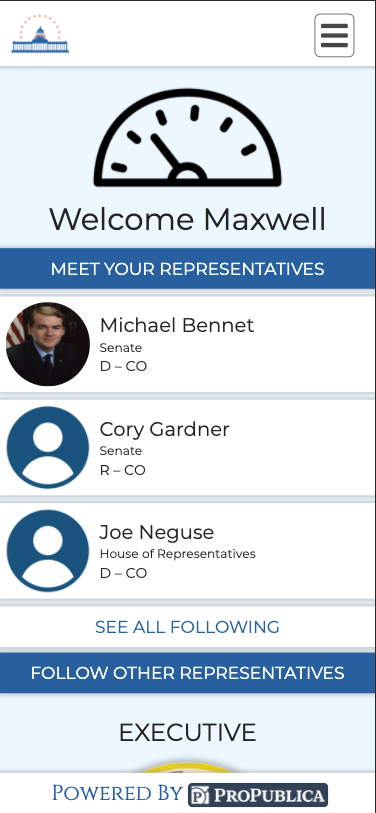 Welcome Maxwell
MEET YOUR REPRESENTATIVES
Michael Bennet
Senate
D – CO
Cory Gardner
Senate
R – CO
Joe Neguse
House of Representatives
D – CO
SEE ALL FOLLOWING
FOLLOW OTHER REPRESENTATIVES
EXECUTIVE
POWERED BY PROPUBLICA